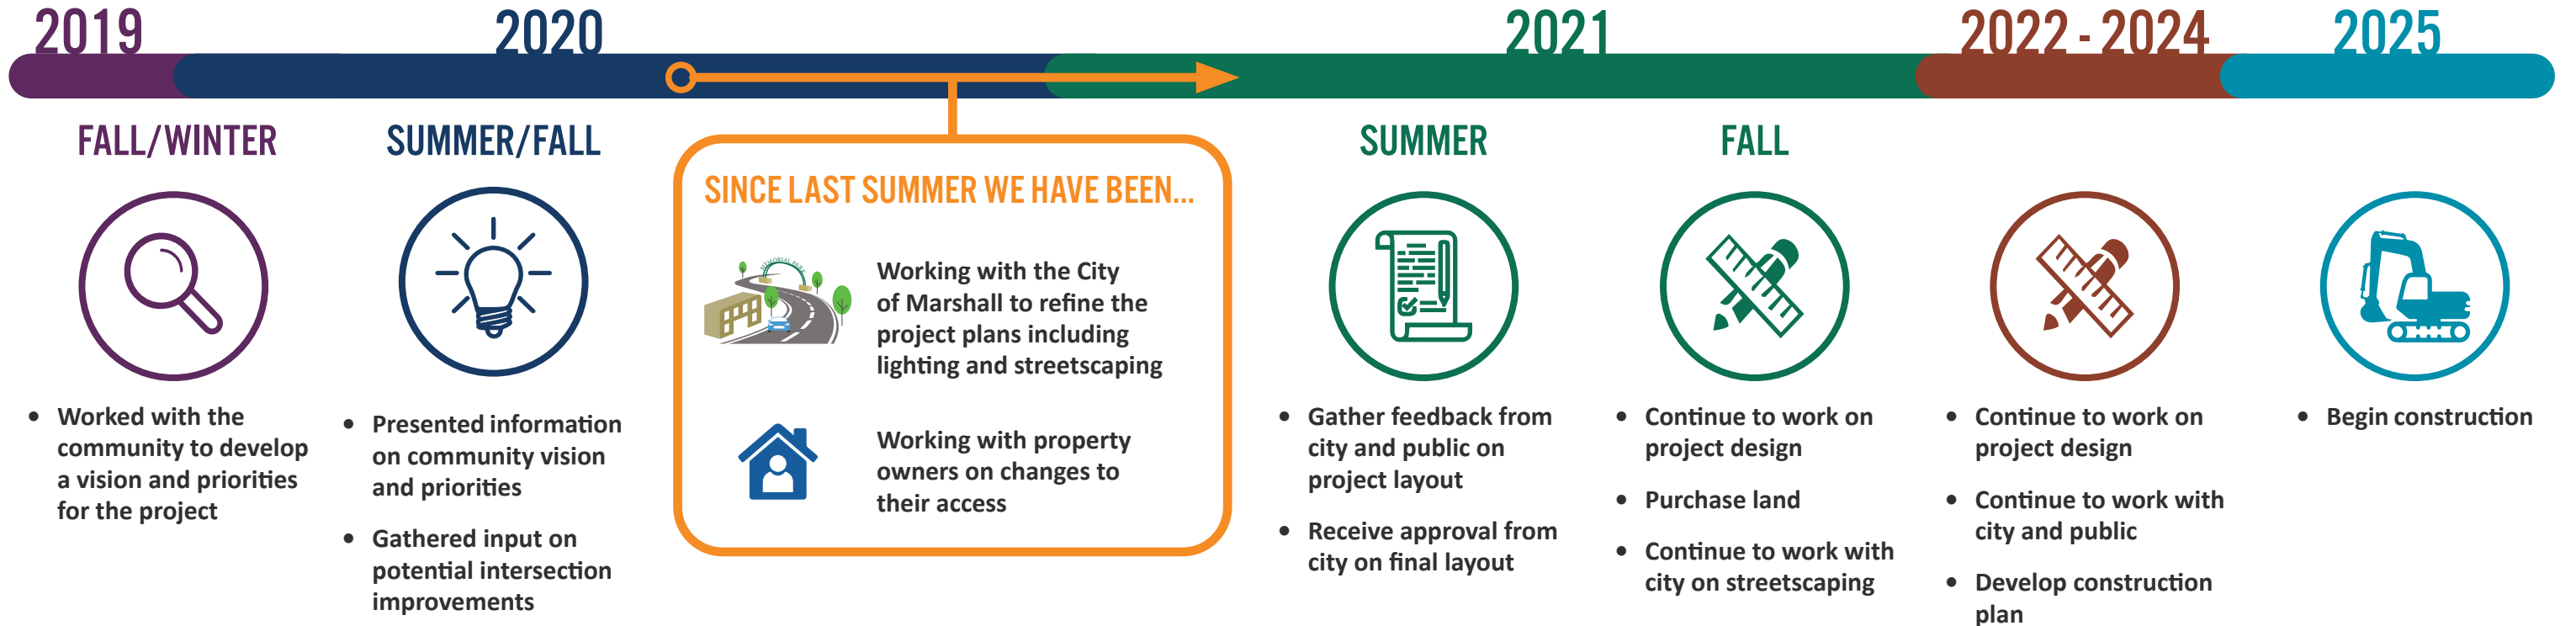 2019
2020
2021
2022 - 2024
2025
FALL/WINTER
• Worked with the
community to develop
a vision and priorities
for the project
SUMMER/FALL
• Presented information
on community vision
and priorities
• Gathered input on
potential intersection
improvements
SINCE LAST SUMMER WE HAVE BEEN...
MEMORIAL PARK
Working with the City
of Marshall to refine the
project plans including
lighting and streetscaping
Working with property
owners on changes to
their access
SUMMER
• Gather feedback from
city and public on
project layout
• Receive approval from
city on final layout
FALL
• Continue to work on
project design
• Purchase land
• Continue to work with
city on streetscaping
• Continue to work on
project design
• Continue to work with
city and public
• Develop construction
plan
• Begin construction